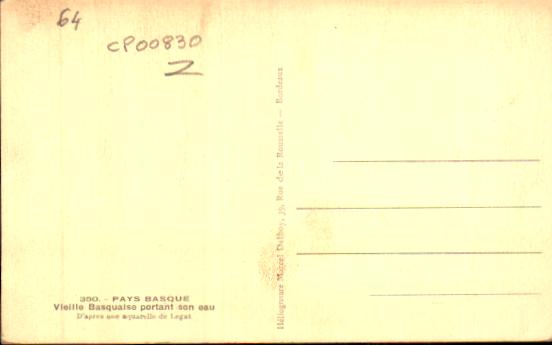 64
CP00830
Z
350. - PAYS BASQUE
Vieille Basquaise portant son eau
D'après une aquarelle de Legat
Héliogravure Marcel Delboy, 39, Rue de la Rousselle — Bordeaux